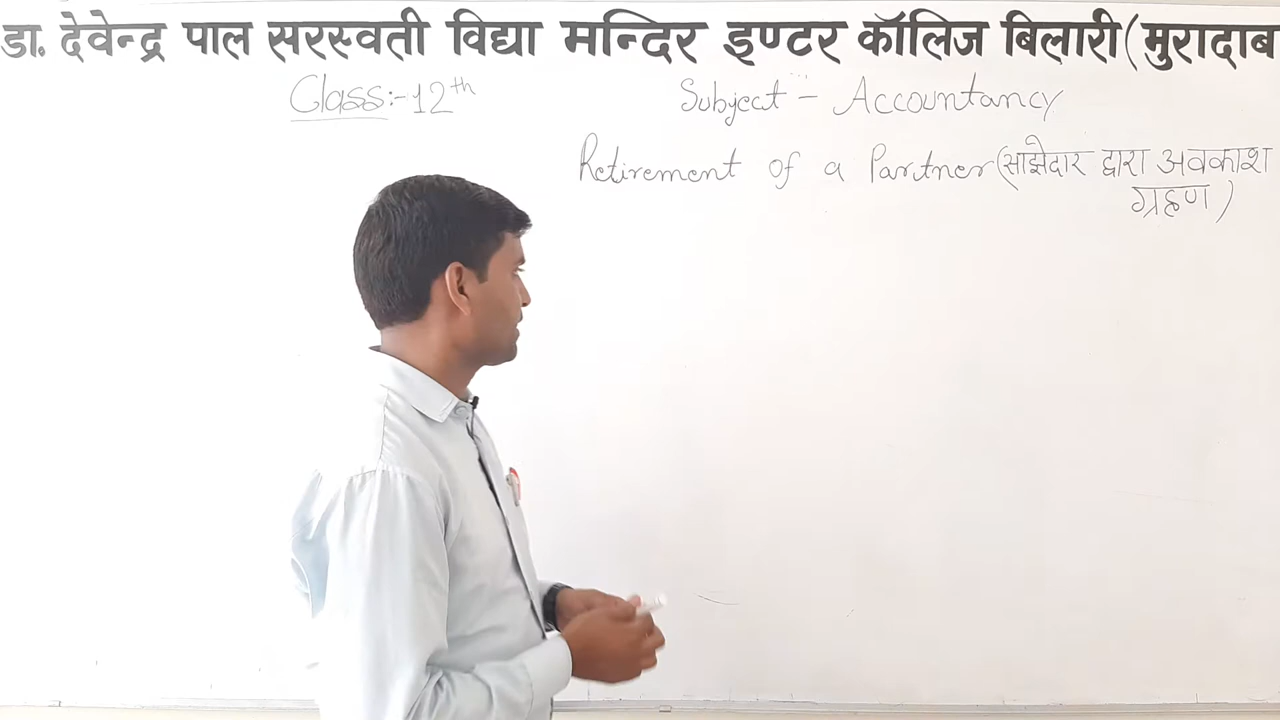 डा. देवेन्द्र पाल सरस्वती विद्या मन्दिर इण्टर कॉलिज बिलारी (मुरादाब
Class:- 12th Subject - Accountancy
Retirement of a Partner (साझेदार द्वारा अवकाश
ग्रहण)